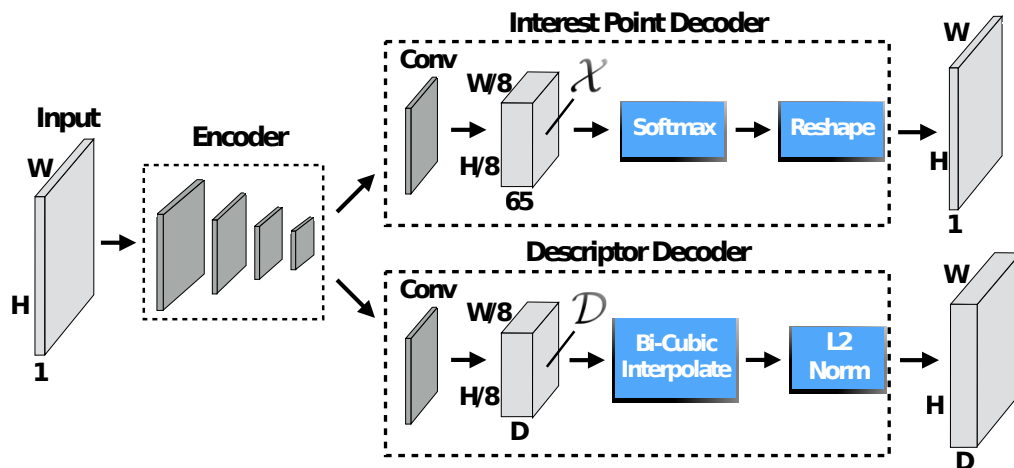 Input
W
H
1
Encoder
Interest Point Decoder
Conv
W/8
H/8
65
𝒳
Softmax
Reshape
W
H
1
Descriptor Decoder
Conv
W/8
H/8
D
𝒟
Bi-Cubic
Interpolate
L2
Norm
W
H
D